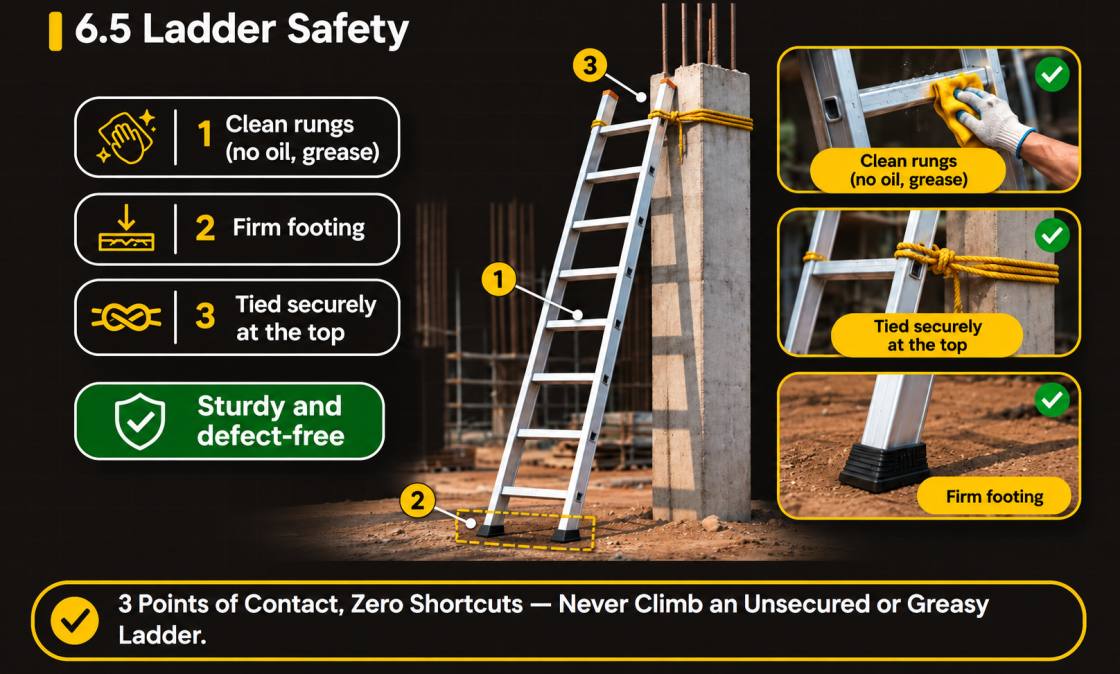 6.5 Ladder Safety
1 Clean rungs
(no oil, grease)
2 Firm footing
3 Tied securely
at the top
Sturdy and
defect-free
3
1
2
Clean rungs
(no oil, grease)
Tied securely
at the top
Firm footing
3 Points of Contact, Zero Shortcuts — Never Climb an Unsecured or Greasy
Ladder.